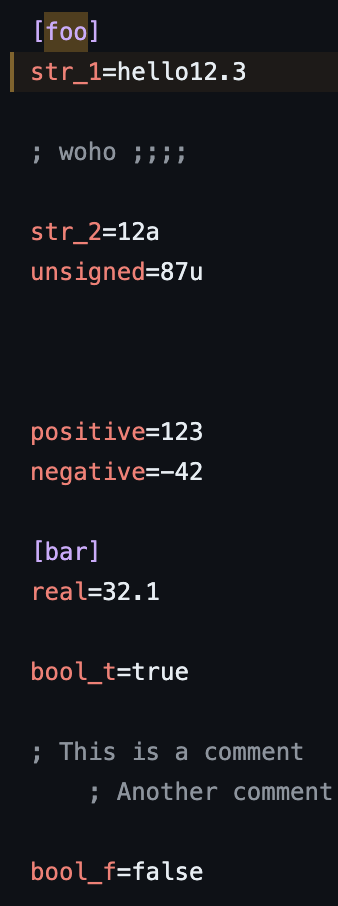 [foo]
str_1=hello12.3
; woho ;;;;
str_2=12a
unsigned=87u
positive=123
negative=-42
[bar]
real=32.1
bool_t=true
; This is a comment
; Another comment
bool_f=false